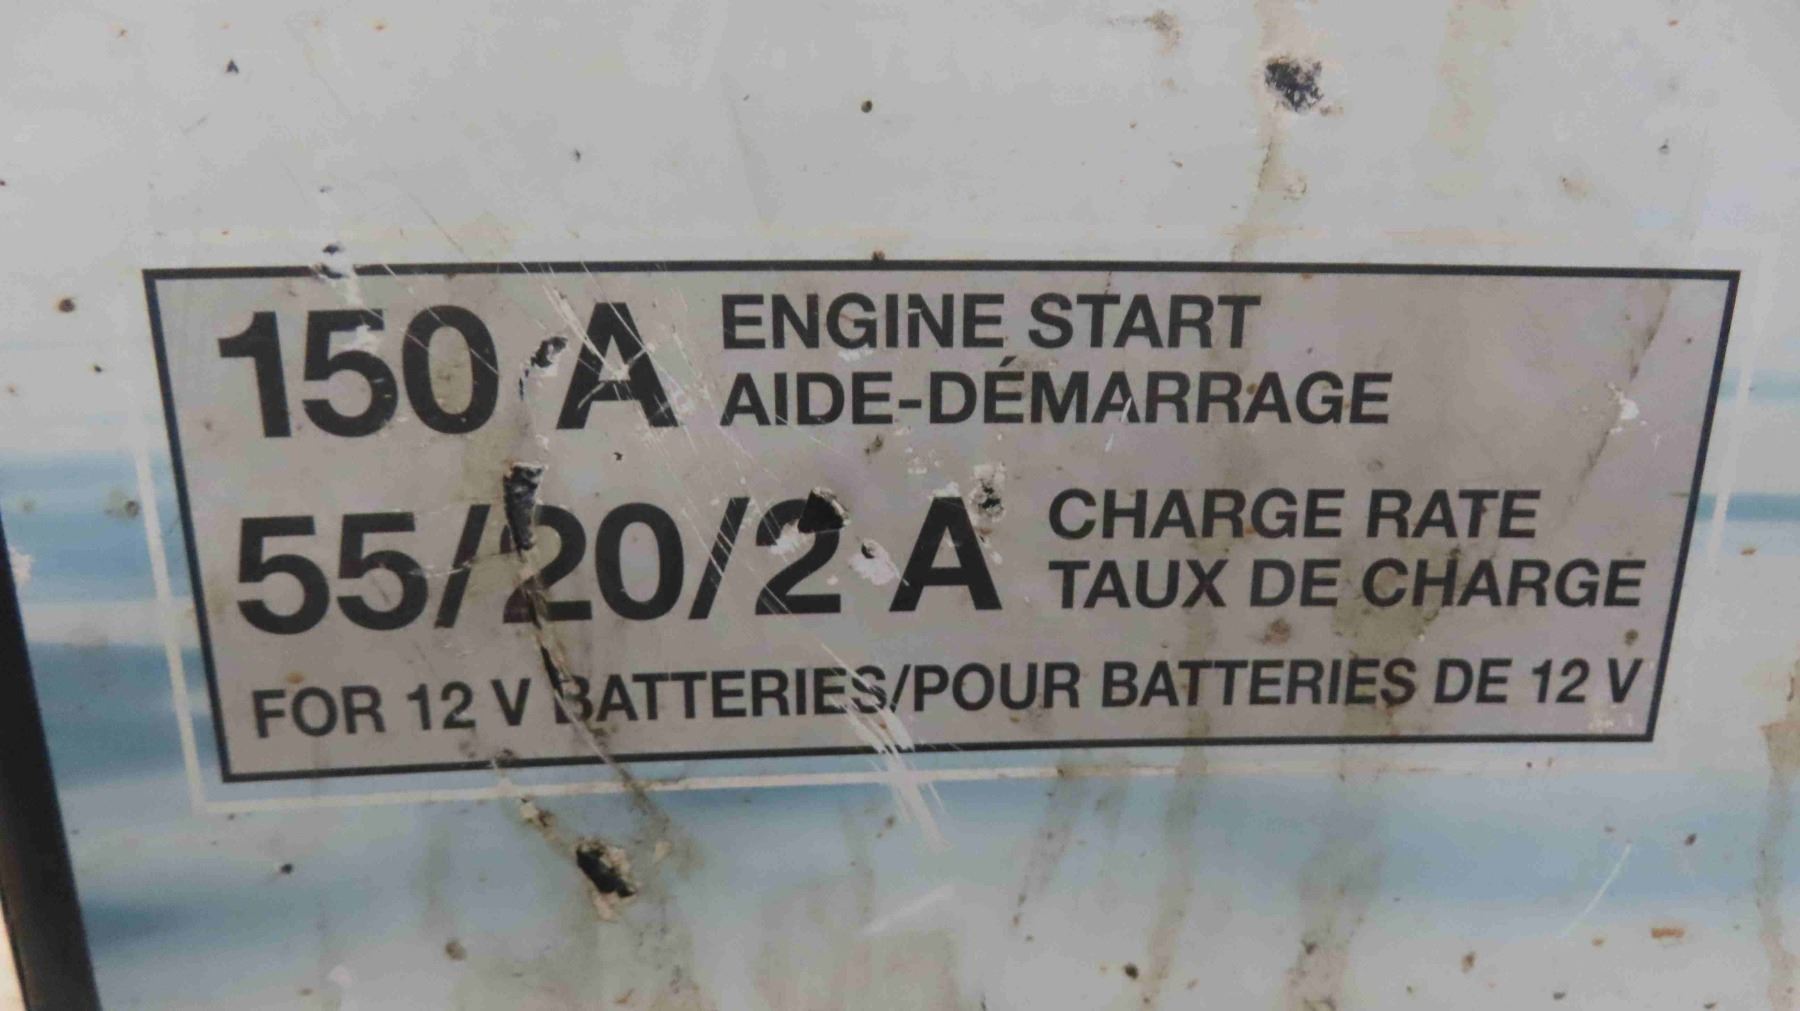 150 A ENGINE START
AIDE-DÉMARRAGE
55/20/2 A CHARGE RATE
TAUX DE CHARGE
FOR 12 V BATTERIES/POUR BATTERIES DE 12 V